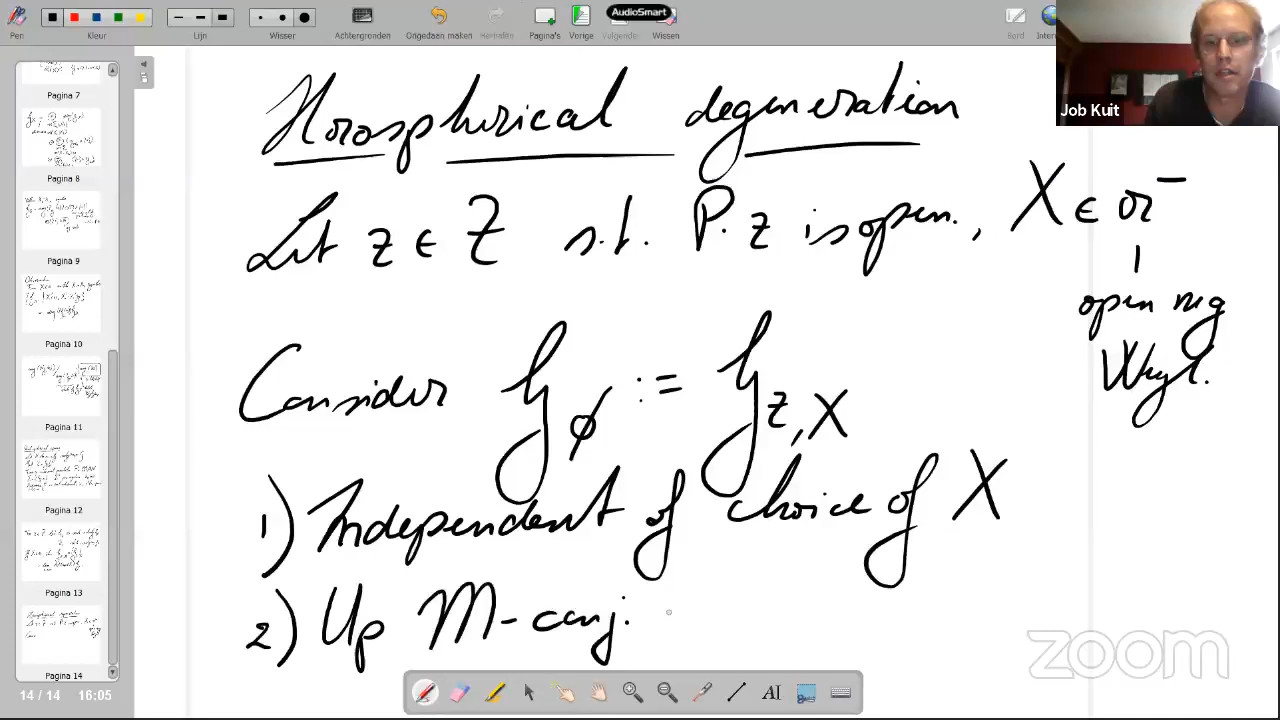 AudioSmart
Pen Kleur Lijn Wisser Achtergronden Ongedaan maken Herhalen Pagina's Vorige Volgende Wissen Bord
Job Kuit
Pagina 7
Pagina 8
Pagina 9
Pagina 10
Pagina 11
Pagina 12
Pagina 13
14 / 14 16:05
Horospherical degeneration
Let z ∈ Z s.t. P.z is open, X ∈ 𝔞⁻
open neg
Weyl.
Consider 𝔥_∅ := 𝔥_{z,X}
1) Independent of choice of X
2) Up M-conj.
AI
zoom